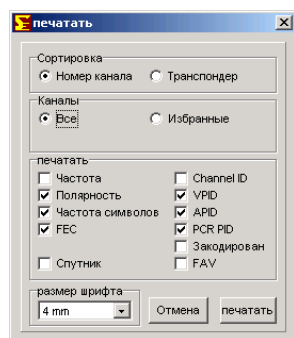 печатать
Сортировка
Номер канала Транспондер
Каналы
Все Избранные
печатать
Частота Channel ID
Полярность VPID
Частота символов APID
FEC PCR PID
Закодирован
Спутник FAV
размер шрифта
4 mm Отмена печатать